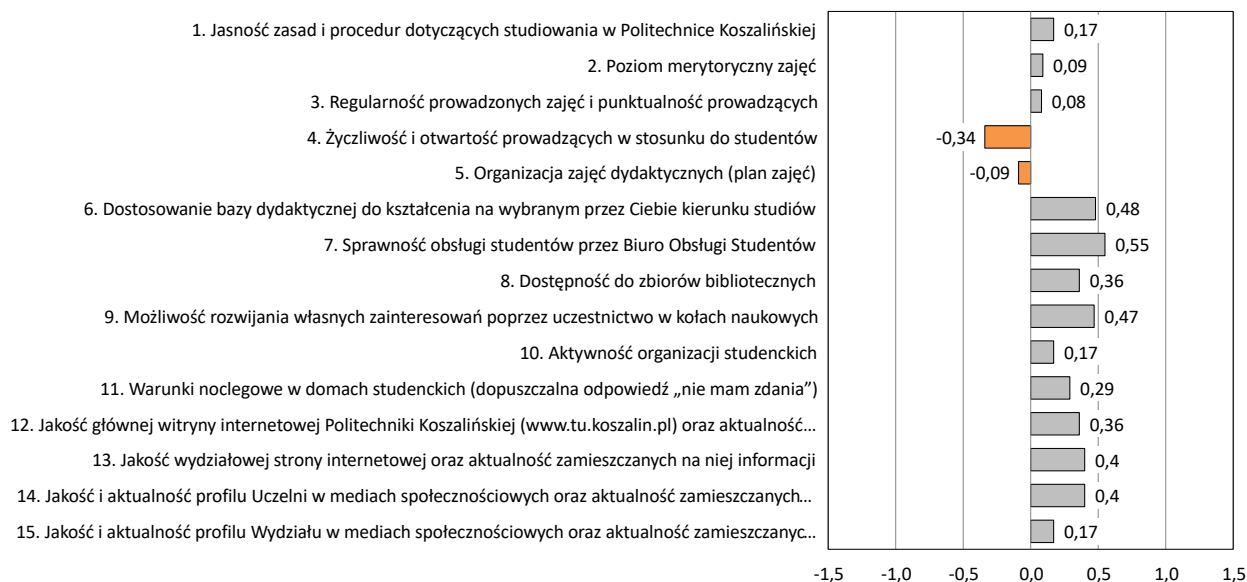 1. Jasność zasad i procedur dotyczących studiowania w Politechnice Koszalińskiej 0,17
2. Poziom merytoryczny zajęć 0,09
3. Regularność prowadzonych zajęć i punktualność prowadzących 0,08
4. Życzliwość i otwartość prowadzących w stosunku do studentów -0,34
5. Organizacja zajęć dydaktycznych (plan zajęć) -0,09
6. Dostosowanie bazy dydaktycznej do kształcenia na wybranym przez Ciebie kierunku studiów 0,48
7. Sprawność obsługi studentów przez Biuro Obsługi Studentów 0,55
8. Dostępność do zbiorów bibliotecznych 0,36
9. Możliwość rozwijania własnych zainteresowań poprzez uczestnictwo w kołach naukowych 0,47
10. Aktywność organizacji studenckich 0,17
11. Warunki noclegowe w domach studenckich (dopuszczalna odpowiedź „nie mam zdania”) 0,29
12. Jakość głównej witryny internetowej Politechniki Koszalińskiej (www.tu.koszalin.pl) oraz aktualność... 0,36
13. Jakość wydziałowej strony internetowej oraz aktualność zamieszczanych na niej informacji 0,4
14. Jakość i aktualność profilu Uczelni w mediach społecznościowych oraz aktualność zamieszczanych... 0,4
15. Jakość i aktualność profilu Wydziału w mediach społecznościowych oraz aktualność zamieszczanyc... 0,17
-1,5 -1,0 -0,5 0,0 0,5 1,0 1,5